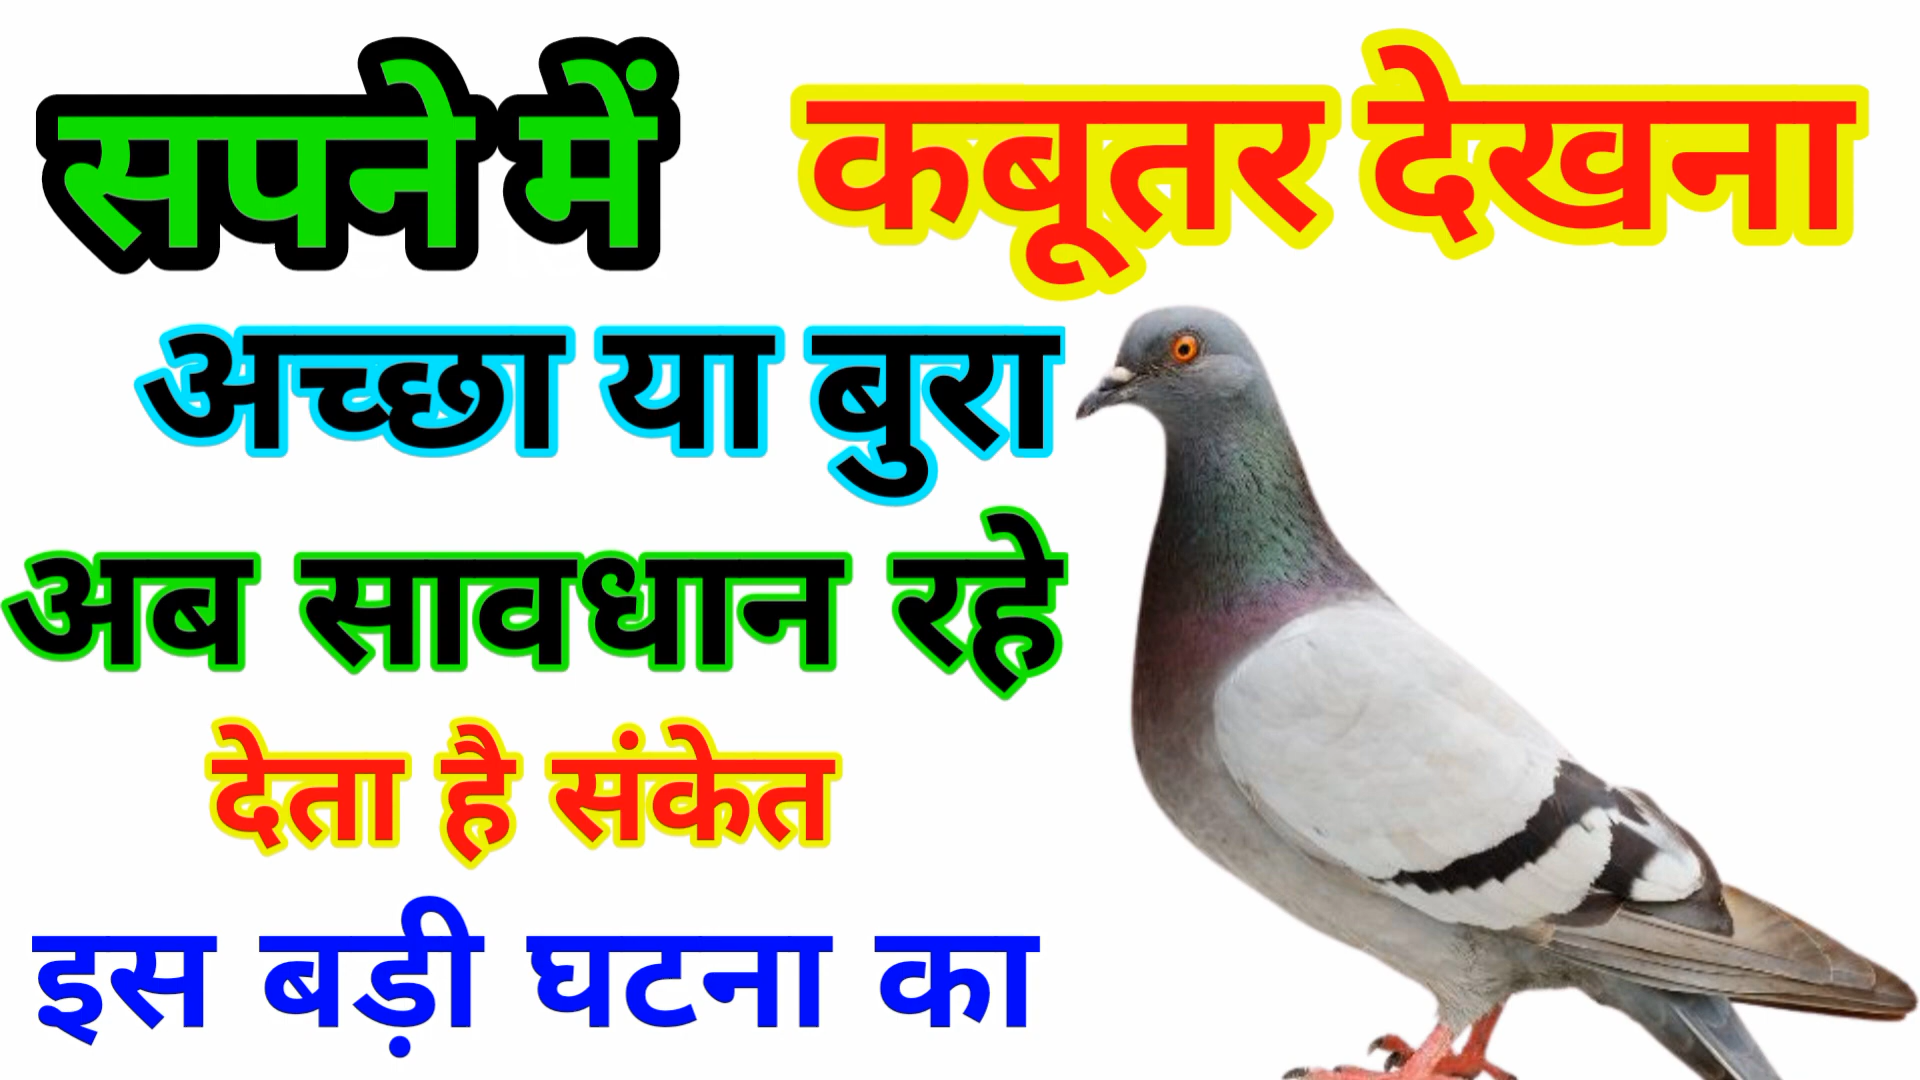 सपने में कबूतर देखना
अच्छा या बुरा
अब सावधान रहे
देता है संकेत
इस बड़ी घटना का